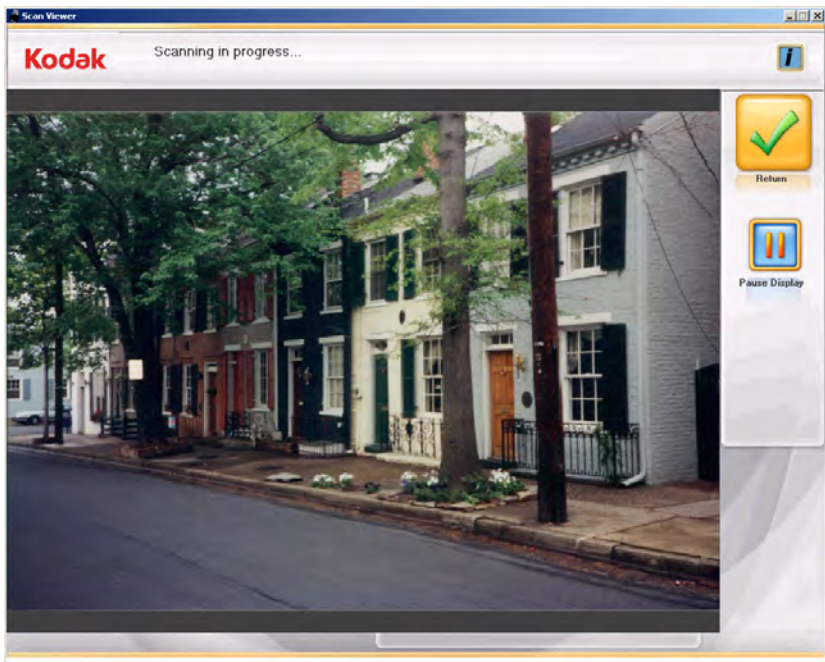 Scan Viewer
Kodak
Scanning in progress...
i
Return
Pause Display